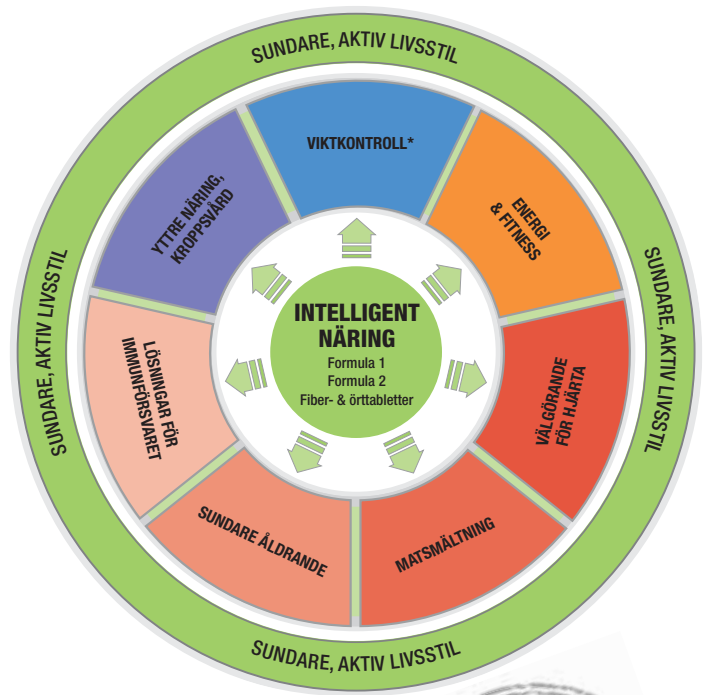 SUNDARE, AKTIV LIVSSTIL
VIKTKONTROLL*
ENERGI
& FITNESS
VÄLGÖRANDE
FÖR HJÄRTA
MATSMÄLTNING
SUNDARE ÅLDRANDE
LÖSNINGAR FÖR
IMMUNFÖRSVARET
YTTRE NÄRING,
KROPPSVÅRD
INTELLIGENT
NÄRING
Formula 1
Formula 2
Fiber- & örttabletter
SUNDARE, AKTIV LIVSSTIL
SUNDARE, AKTIV LIVSSTIL
SUNDARE, AKTIV LIVSSTIL